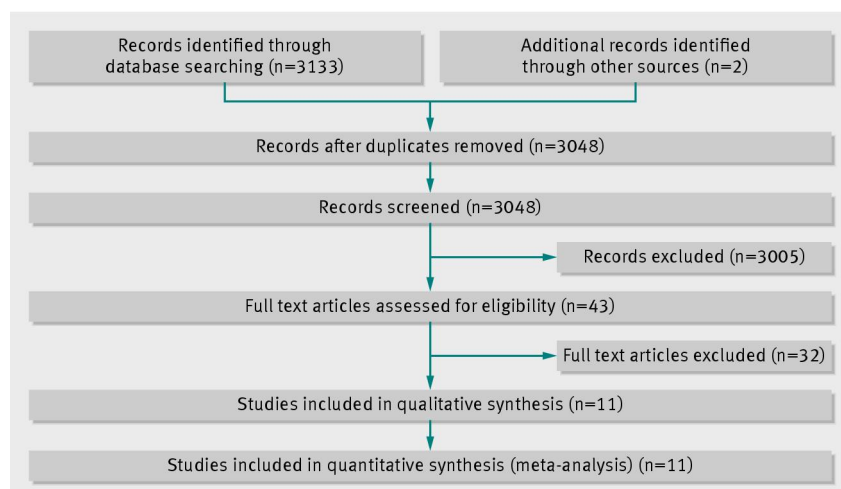 Records identified through
database searching (n=3133)
Additional records identified
through other sources (n=2)
Records after duplicates removed (n=3048)
Records screened (n=3048)
Records excluded (n=3005)
Full text articles assessed for eligibility (n=43)
Full text articles excluded (n=32)
Studies included in qualitative synthesis (n=11)
Studies included in quantitative synthesis (meta-analysis) (n=11)